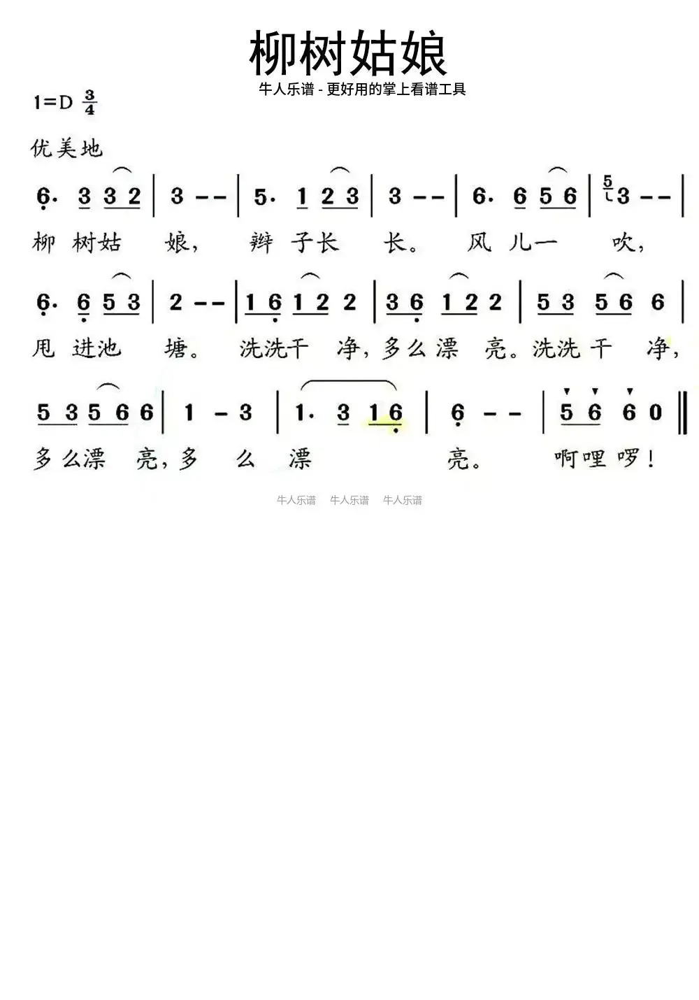 柳树姑娘
牛人乐谱 - 更好用的掌上看谱工具
1=D 3/4
优美地
6̣. 3 3 2 | 3 - - | 5. 1 2 3 | 3 - - | 6. 6 5 6 | 5 3 - - |
柳 树姑 娘， 辫 子长 长。 风 儿一 吹，
6̣. 6̣ 5 3 | 2 - - | 1 6̣ 1 2 2 | 3 6̣ 1 2 2 | 5 3 5 6 6 |
甩 进池 塘。 洗洗干 净，多么漂 亮。洗洗干 净，
5 3 5 6 6 | 1 - 3 | 1. 3 1 6̣ | 6̣ - - | 5 6 6 0 ‖
多么漂 亮，多 么 漂 亮。 啊哩啰！
牛人乐谱 牛人乐谱 牛人乐谱